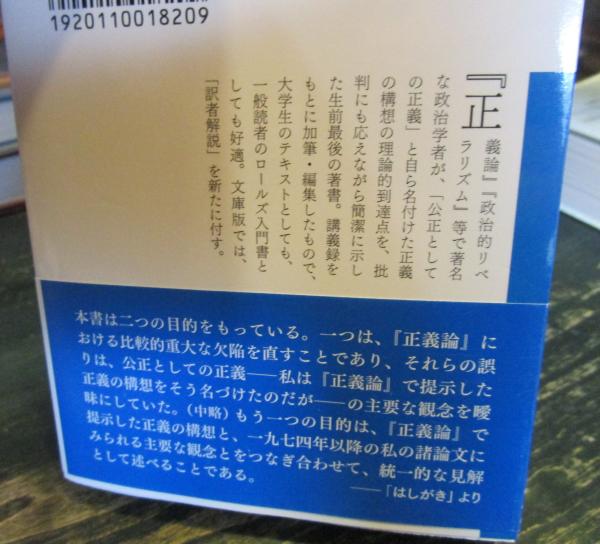 1920110018209
『正義論』『政治的リベ
ラリズム』等で著名
な政治学者が、「公正として
の正義」と自ら名付けた正義
の構想の理論的到達点を、批
判にも応えながら簡潔に示し
た生前最後の著書。講義録を
もとに加筆・編集したもので、
大学生のテキストとしても、
一般読者のロールズ入門書と
しても好適。文庫版では、
「訳者解説」を新たに付す。
本書は二つの目的をもっている。一つは、『正義論』に
おける比較的重大な欠陥を直すことであり、それらの誤
りは、公正としての正義――私は『正義論』で提示した
正義の構想をそう名づけたのだが――の主要な観念を曖
昧にしていた。(中略)もう一つの目的は、『正義論』で
提示した正義の構想と、一九七四年以降の私の諸論文に
みられる主要な観念とをつなぎ合わせて、統一的な見解
として述べることである。
――「はしがき」より